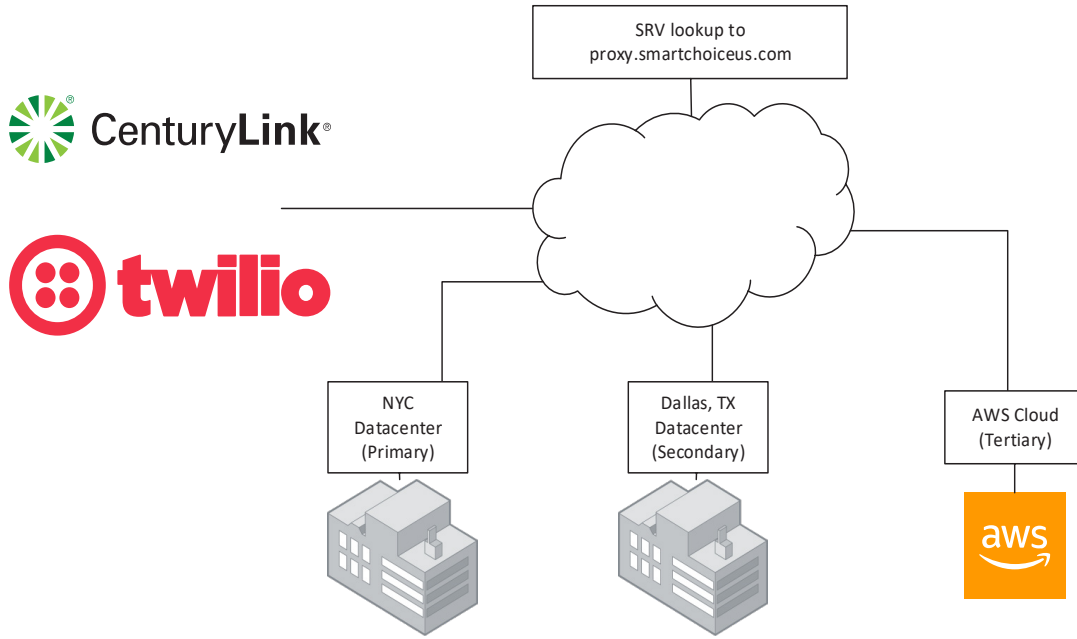 SRV lookup to
proxy.smartchoiceus.com
CenturyLink®
twilio
NYC
Datacenter
(Primary)
Dallas, TX
Datacenter
(Secondary)
AWS Cloud
(Tertiary)
aws